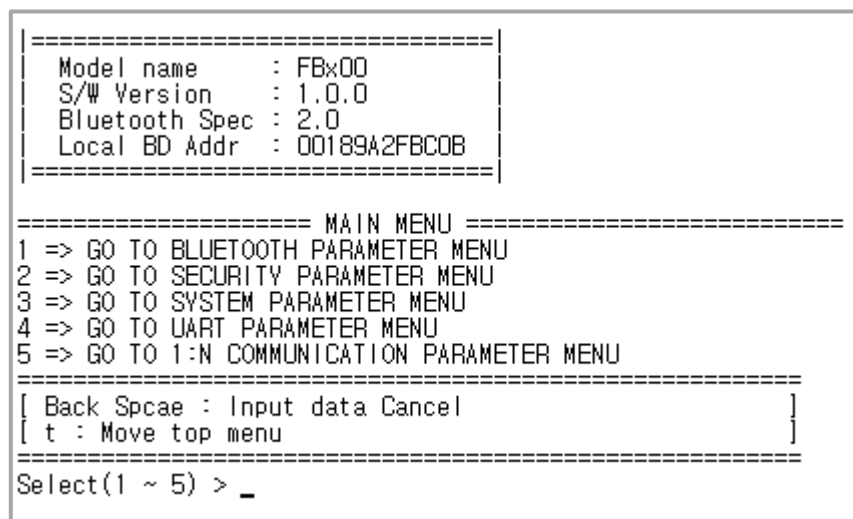 |=================================|
|  Model name      : FBx00        |
|  S/₩ Version     : 1.0.0        |
|  Bluetooth Spec : 2.0          |
|  Local BD Addr  : 00189A2FBC0B  |
|=================================|
===================== MAIN MENU ===========================
1 => GO TO BLUETOOTH PARAMETER MENU
2 => GO TO SECURITY PARAMETER MENU
3 => GO TO SYSTEM PARAMETER MENU
4 => GO TO UART PARAMETER MENU
5 => GO TO 1:N COMMUNICATION PARAMETER MENU
========================================================
[ Back Spcae : Input data Cancel                        ]
[ t : Move top menu                                     ]
========================================================
Select(1 ~ 5) > _